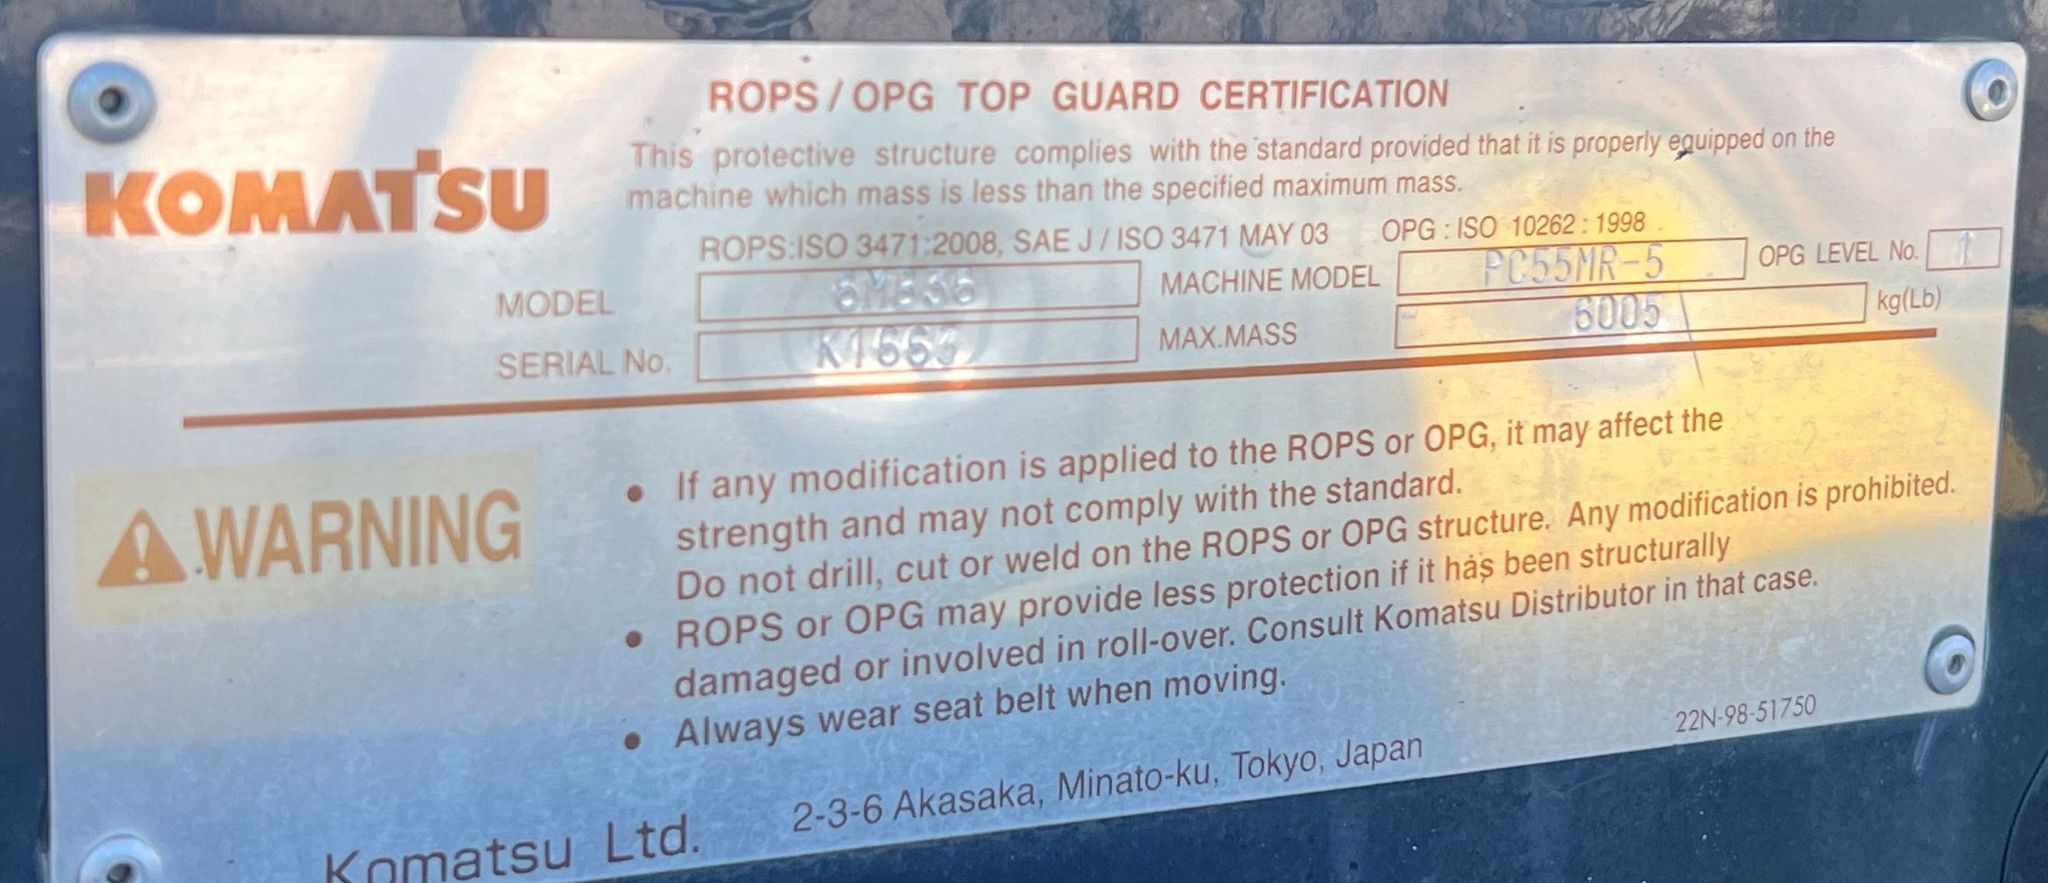 ROPS / OPG TOP GUARD CERTIFICATION
KOMATSU
This protective structure complies with the standard provided that it is properly equipped on the
machine which mass is less than the specified maximum mass.
ROPS:ISO 3471:2008, SAE J / ISO 3471 MAY 03 OPG : ISO 10262 : 1998
MODEL MACHINE MODEL PC55MR-5 OPG LEVEL No. 1
SERIAL No. MAX.MASS 6005 kg(Lb)
WARNING
• If any modification is applied to the ROPS or OPG, it may affect the
strength and may not comply with the standard.
Do not drill, cut or weld on the ROPS or OPG structure. Any modification is prohibited.
• ROPS or OPG may provide less protection if it has been structurally
damaged or involved in roll-over. Consult Komatsu Distributor in that case.
• Always wear seat belt when moving.
22N-98-51750
Komatsu Ltd. 2-3-6 Akasaka, Minato-ku, Tokyo, Japan